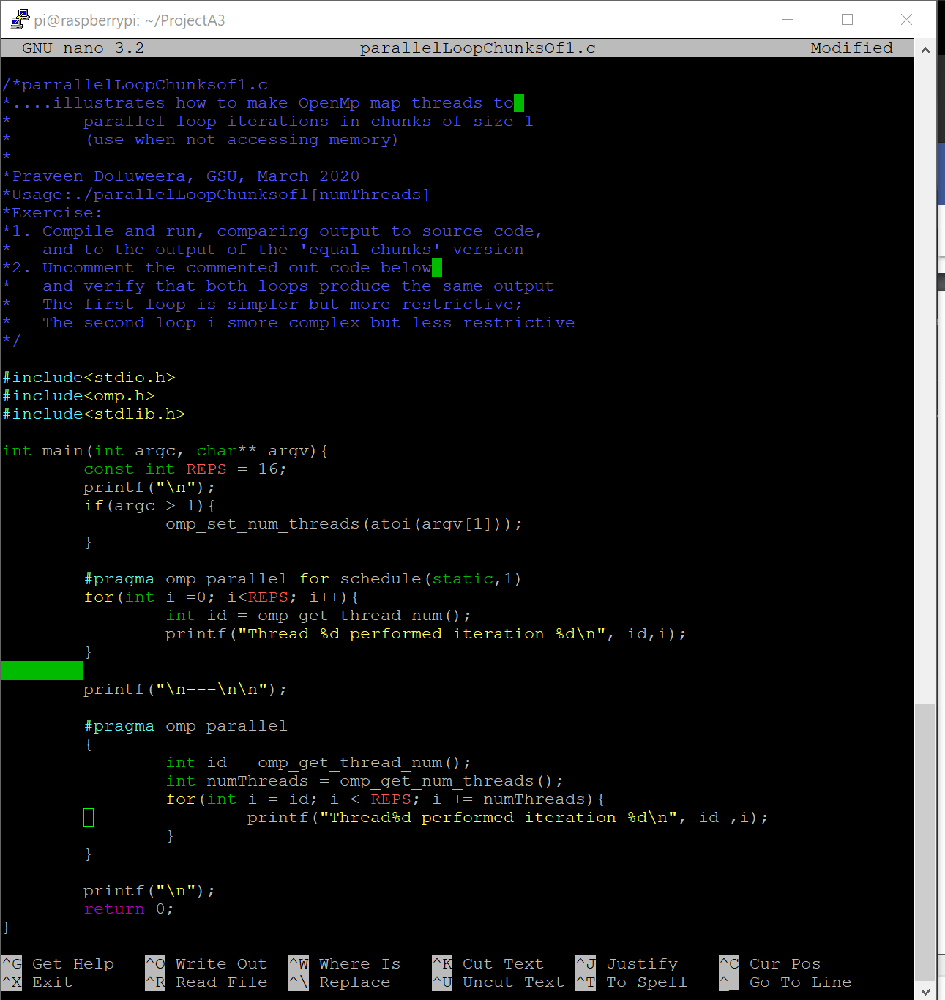 pi@raspberrypi: ~/ProjectA3
GNU nano 3.2 parallelLoopChunksOf1.c Modified
/*parrallelLoopChunksof1.c
*....illustrates how to make OpenMp map threads to
*       parallel loop iterations in chunks of size 1
*       (use when not accessing memory)
*
*Praveen Doluweera, GSU, March 2020
*Usage:./parallelLoopChunksof1[numThreads]
*Exercise:
*1. Compile and run, comparing output to source code,
*   and to the output of the 'equal chunks' version
*2. Uncomment the commented out code below
*   and verify that both loops produce the same output
*   The first loop is simpler but more restrictive;
*   The second loop i smore complex but less restrictive
*/
#include<stdio.h>
#include<omp.h>
#include<stdlib.h>
int main(int argc, char** argv){
        const int REPS = 16;
        printf("\n");
        if(argc > 1){
                omp_set_num_threads(atoi(argv[1]));
        }
        #pragma omp parallel for schedule(static,1)
        for(int i =0; i<REPS; i++){
                int id = omp_get_thread_num();
                printf("Thread %d performed iteration %d\n", id,i);
        }
        printf("\n---\n\n");
        #pragma omp parallel
        {
                int id = omp_get_thread_num();
                int numThreads = omp_get_num_threads();
                for(int i = id; i < REPS; i += numThreads){
                        printf("Thread%d performed iteration %d\n", id ,i);
                }
        }
        printf("\n");
        return 0;
}
^G Get Help ^O Write Out ^W Where Is ^K Cut Text ^J Justify ^C Cur Pos
^X Exit ^R Read File ^\ Replace ^U Uncut Text ^T To Spell ^_ Go To Line